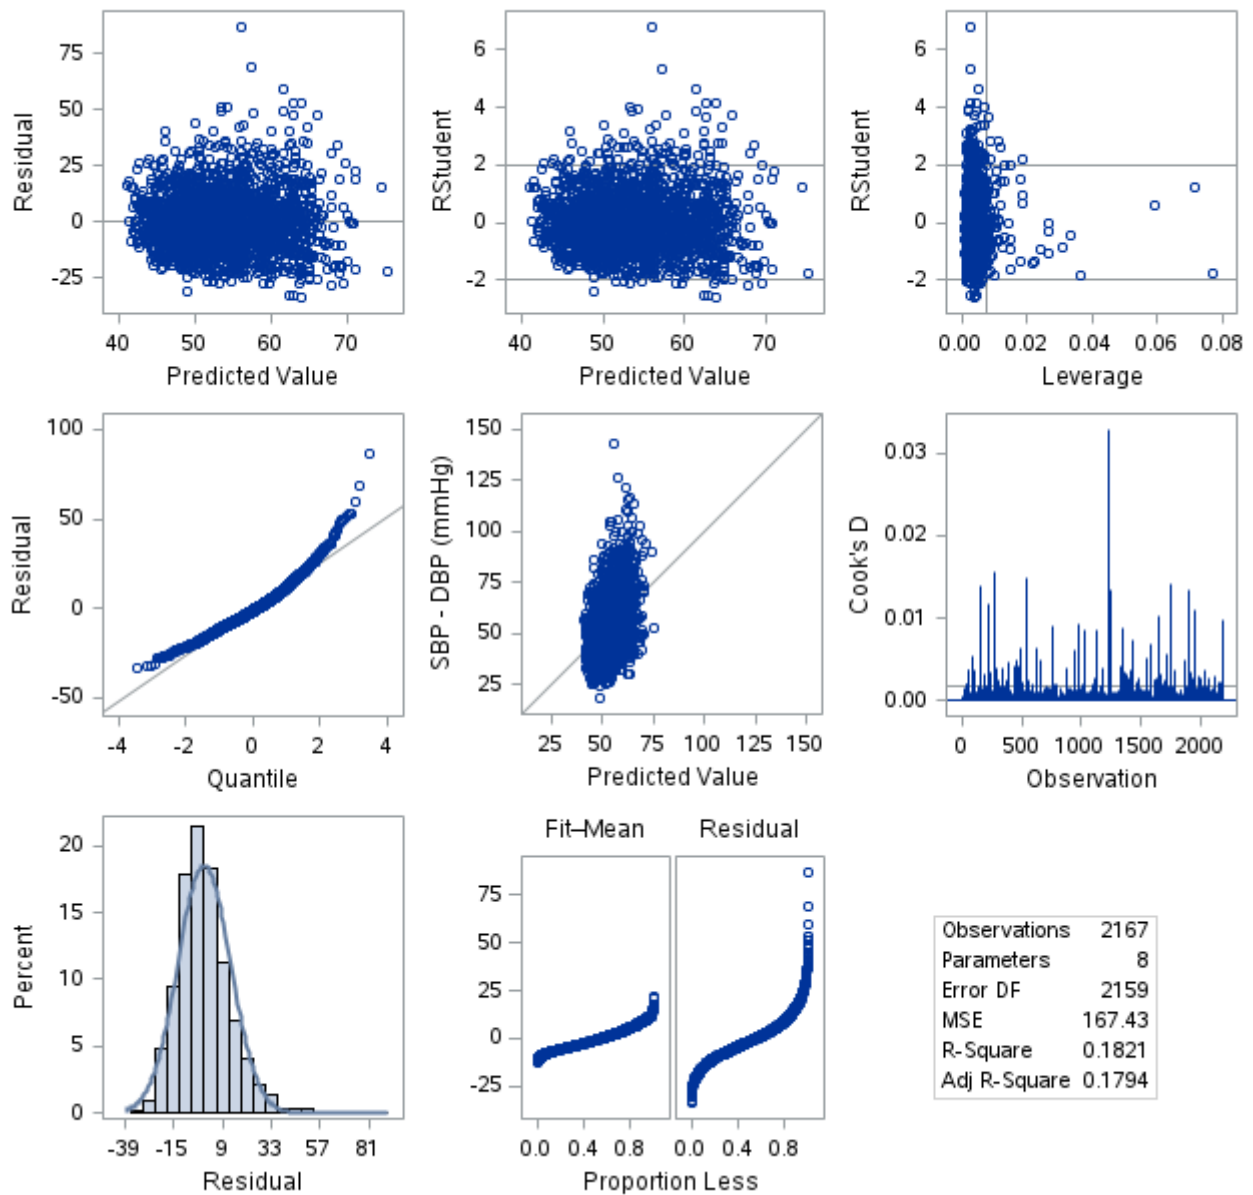 75
50
25
0
-25
Residual
40 50 60 70
Predicted Value
6
4
2
0
-2
RStudent
40 50 60 70
Predicted Value
6
4
2
0
-2
RStudent
0.00 0.02 0.04 0.06 0.08
Leverage
100
50
0
-50
Residual
-4 -2 0 2 4
Quantile
150
125
100
75
50
25
SBP - DBP (mmHg)
25 50 75 100 125 150
Predicted Value
0.03
0.02
0.01
0.00
Cook's D
0 500 1000 1500 2000
Observation
20
15
10
5
0
Percent
-39 -15 9 33 57 81
Residual
Fit–Mean Residual
75
50
25
0
-25
0.0 0.4 0.8 0.0 0.4 0.8
Proportion Less
Observations 2167
Parameters 8
Error DF 2159
MSE 167.43
R-Square 0.1821
Adj R-Square 0.1794